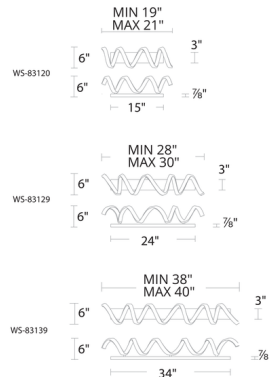 MIN 19"
MAX 21"
3"
6"
WS-83120
6"
⅞"
15"
MIN 28"
MAX 30"
3"
6"
WS-83129
6"
⅞"
24"
MIN 38"
MAX 40"
3"
6"
WS-83139
6"
⅞
34"